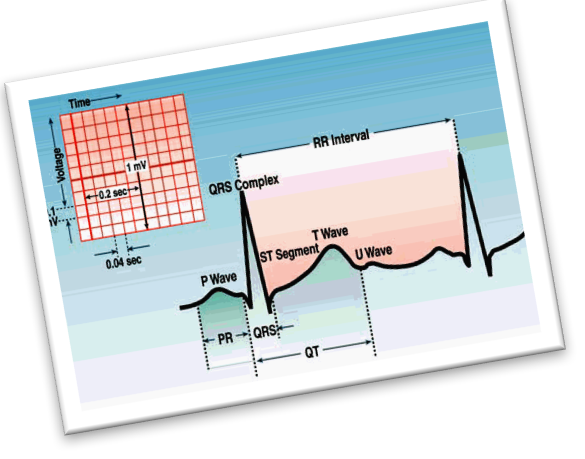 Time
Voltage
1 mV
0.2 sec
0.04 sec
RR Interval
QRS Complex
T Wave
ST Segment
U Wave
P Wave
PR
QRS
QT